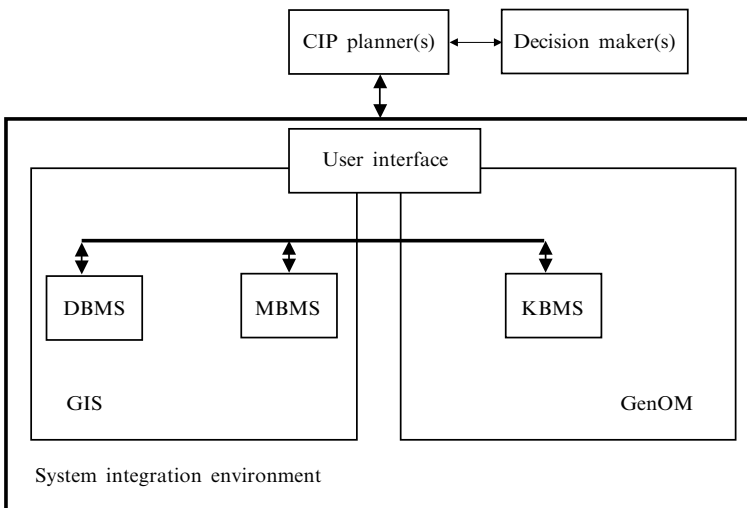 CIP planner(s)
Decision maker(s)
User interface
DBMS
MBMS
KBMS
GIS
GenOM
System integration environment